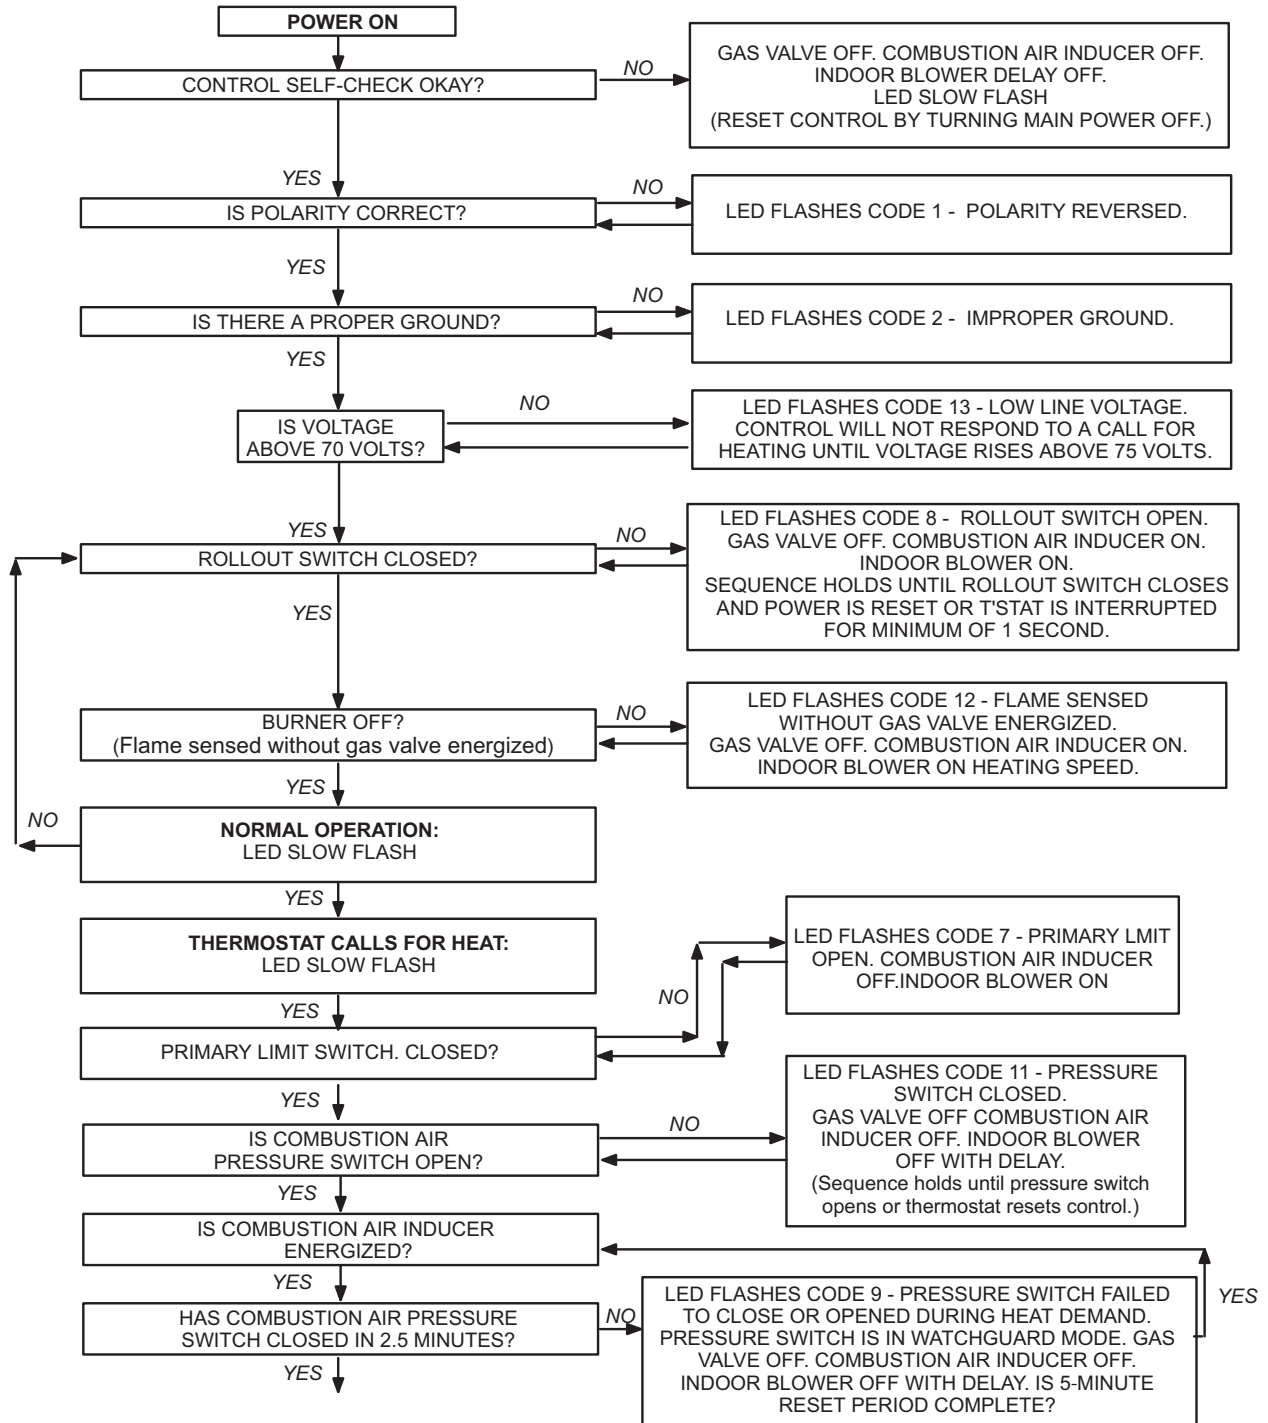 POWER ON
CONTROL SELF-CHECK OKAY?
NO
GAS VALVE OFF. COMBUSTION AIR INDUCER OFF.
INDOOR BLOWER DELAY OFF.
LED SLOW FLASH
(RESET CONTROL BY TURNING MAIN POWER OFF.)
YES
IS POLARITY CORRECT?
NO
LED FLASHES CODE 1 - POLARITY REVERSED.
YES
IS THERE A PROPER GROUND?
NO
LED FLASHES CODE 2 - IMPROPER GROUND.
YES
IS VOLTAGE
ABOVE 70 VOLTS?
NO
LED FLASHES CODE 13 - LOW LINE VOLTAGE.
CONTROL WILL NOT RESPOND TO A CALL FOR
HEATING UNTIL VOLTAGE RISES ABOVE 75 VOLTS.
YES
ROLLOUT SWITCH CLOSED?
NO
LED FLASHES CODE 8 - ROLLOUT SWITCH OPEN.
GAS VALVE OFF. COMBUSTION AIR INDUCER ON.
INDOOR BLOWER ON.
SEQUENCE HOLDS UNTIL ROLLOUT SWITCH CLOSES
AND POWER IS RESET OR T'STAT IS INTERRUPTED
FOR MINIMUM OF 1 SECOND.
YES
BURNER OFF?
(Flame sensed without gas valve energized)
NO
LED FLASHES CODE 12 - FLAME SENSED
WITHOUT GAS VALVE ENERGIZED.
GAS VALVE OFF. COMBUSTION AIR INDUCER ON.
INDOOR BLOWER ON HEATING SPEED.
YES
NO
NORMAL OPERATION:
LED SLOW FLASH
YES
THERMOSTAT CALLS FOR HEAT:
LED SLOW FLASH
YES
PRIMARY LIMIT SWITCH. CLOSED?
NO
LED FLASHES CODE 7 - PRIMARY LMIT
OPEN. COMBUSTION AIR INDUCER
OFF.INDOOR BLOWER ON
YES
IS COMBUSTION AIR
PRESSURE SWITCH OPEN?
NO
LED FLASHES CODE 11 - PRESSURE
SWITCH CLOSED.
GAS VALVE OFF COMBUSTION AIR
INDUCER OFF. INDOOR BLOWER
OFF WITH DELAY.
(Sequence holds until pressure switch
opens or thermostat resets control.)
YES
IS COMBUSTION AIR INDUCER
ENERGIZED?
YES
HAS COMBUSTION AIR PRESSURE
SWITCH CLOSED IN 2.5 MINUTES?
NO
LED FLASHES CODE 9 - PRESSURE SWITCH FAILED
TO CLOSE OR OPENED DURING HEAT DEMAND.
PRESSURE SWITCH IS IN WATCHGUARD MODE. GAS
VALVE OFF. COMBUSTION AIR INDUCER OFF.
INDOOR BLOWER OFF WITH DELAY. IS 5-MINUTE
RESET PERIOD COMPLETE?
YES
YES